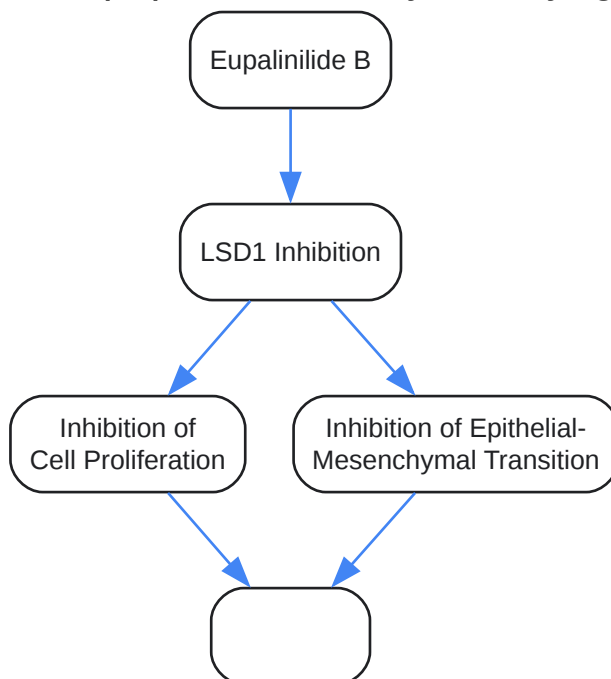 Eupalinilide B
LSD1 Inhibition
Inhibition of
Cell Proliferation
Inhibition of Epithelial-
Mesenchymal Transition